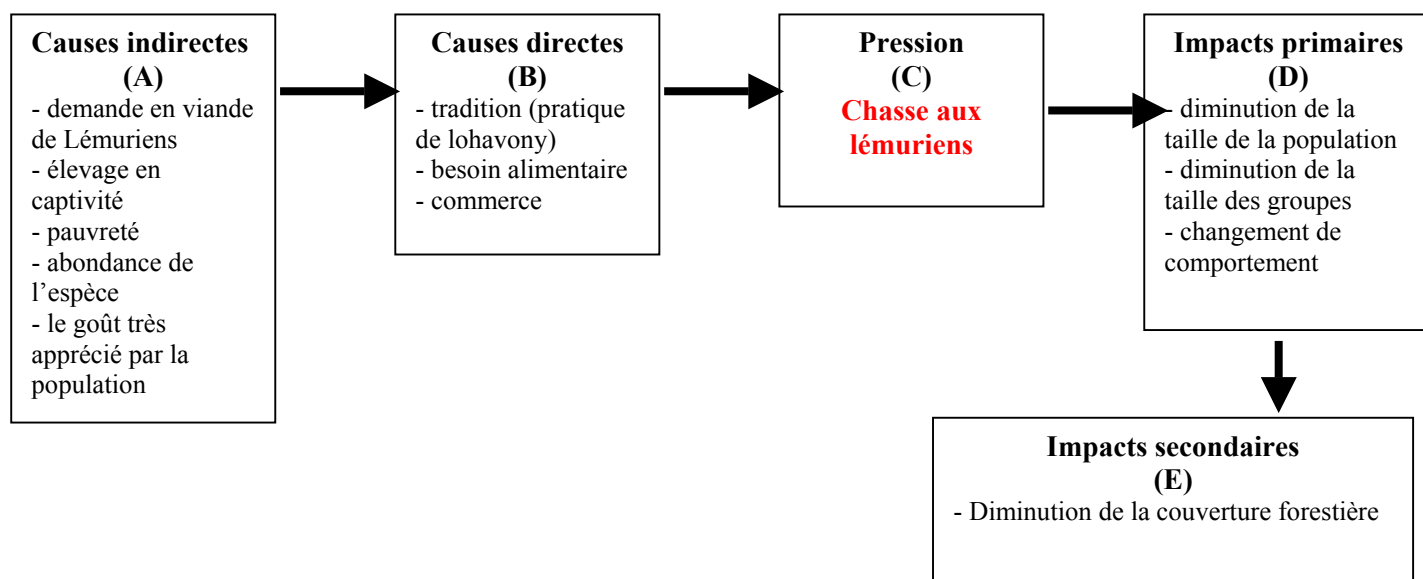 Causes indirectes
(A)
- demande en viande
de Lémuriens
- élevage en
captivité
- pauvreté
- abondance de
l’espèce
- le goût très
apprécié par la
population
Causes directes
(B)
- tradition (pratique
de lohavony)
- besoin alimentaire
- commerce
Pression
(C)
Chasse aux
lémuriens
Impacts primaires
(D)
- diminution de la
taille de la population
- diminution de la
taille des groupes
- changement de
comportement
Impacts secondaires
(E)
- Diminution de la couverture forestière